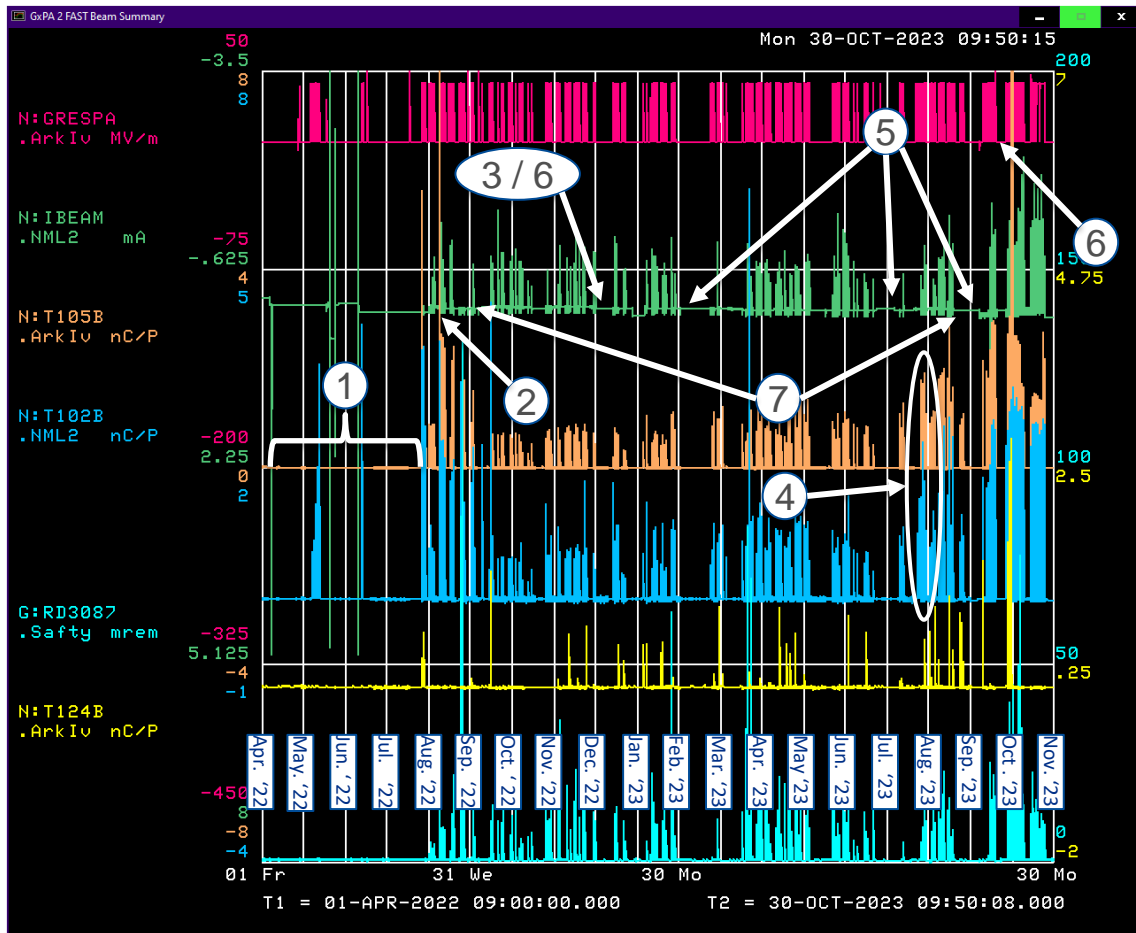 GxPA 2 FAST Beam Summary
Mon 30-OCT-2023 09:50:15
50
-3.5
8
8
200
7
N:GRESPA
.ArkIv MV/m
5
3 / 6
N:IBEAM
.NML2 mA
6
-75
-.625
4
5
4.75
N:T105B
.ArkIv nC/P
1
2
7
N:T102B
.NML2 nC/P
-200
2.25
0
2
100
2.5
4
G:RD3087
.Safty mrem
-325
5.125
-4
-1
50
.25
N:T124B
.ArkIv nC/P
Apr. '22
May. '22
Jun. '22
Jul. '22
Aug. '22
Sep. '22
Oct. '22
Nov. '22
Dec. '22
Jan. '23
Feb. '23
Mar. '23
Apr. '23
May. '23
Jun. '23
Jul. '23
Aug. '23
Sep. '23
Oct. '23
Nov. '23
-450
8
-8
-4
0
-2
01 Fr
31 We
30 Mo
30 Mo
T1 = 01-APR-2022 09:00:00.000
T2 = 30-OCT-2023 09:50:08.000